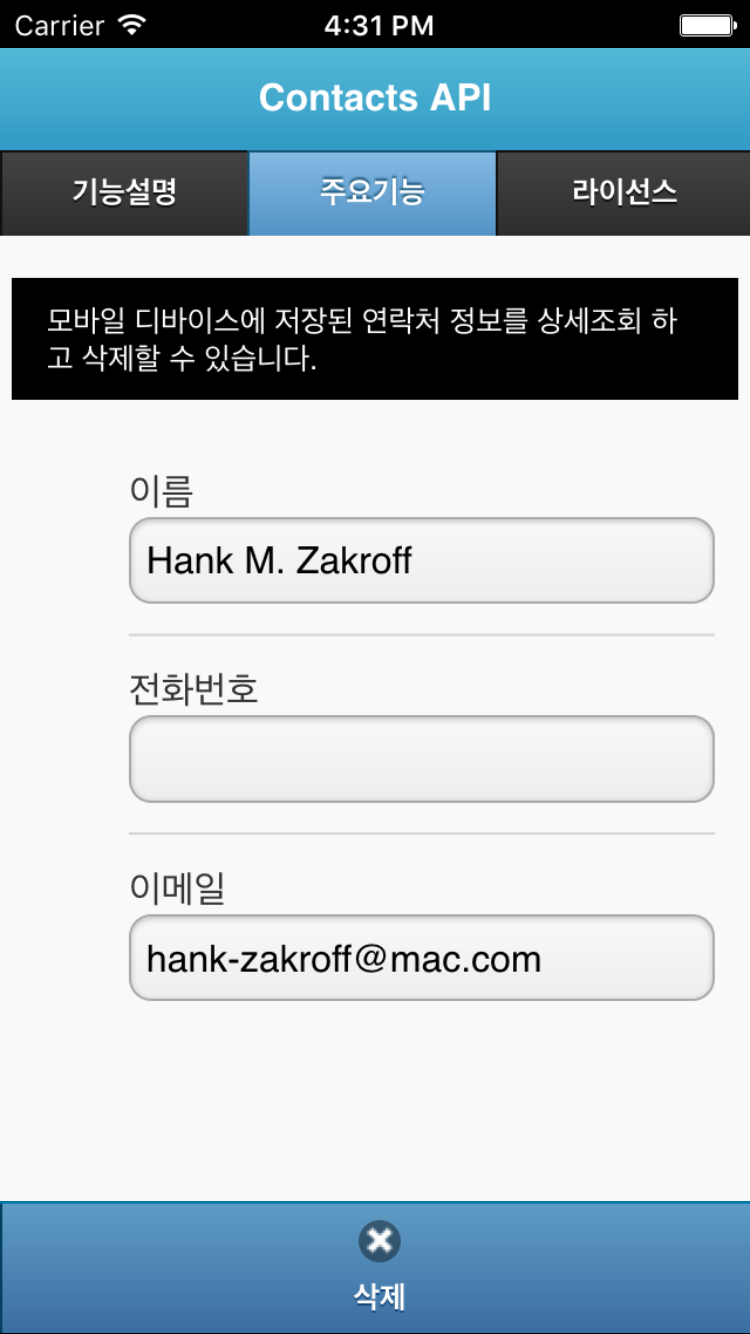 Carrier 4:31 PM
Contacts API
기능설명 주요기능 라이선스
모바일 디바이스에 저장된 연락처 정보를 상세조회 하
고 삭제할 수 있습니다.
이름
Hank M. Zakroff
전화번호
이메일
hank-zakroff@mac.com
삭제